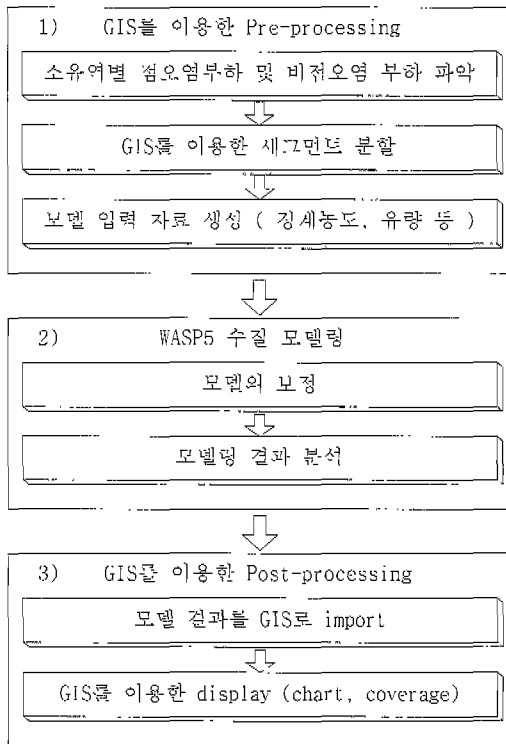 1) GIS를 이용한 Pre-processing
소유역별 점오염부하 및 비점오염 부하 파악
GIS를 이용한 세그먼트 분할
모델 입력 자료 생성 ( 경계농도, 유량 등 )
2) WASP5 수질 모델링
모델의 보정
모델링 결과 분석
3) GIS를 이용한 Post-processing
모델 결과를 GIS로 import
GIS를 이용한 display (chart, coverage)